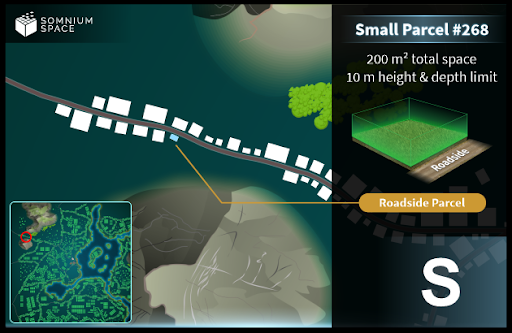 SOMNIUM
SPACE
Small Parcel #268
200 m² total space
10 m height & depth limit
Roadside
Roadside Parcel
S